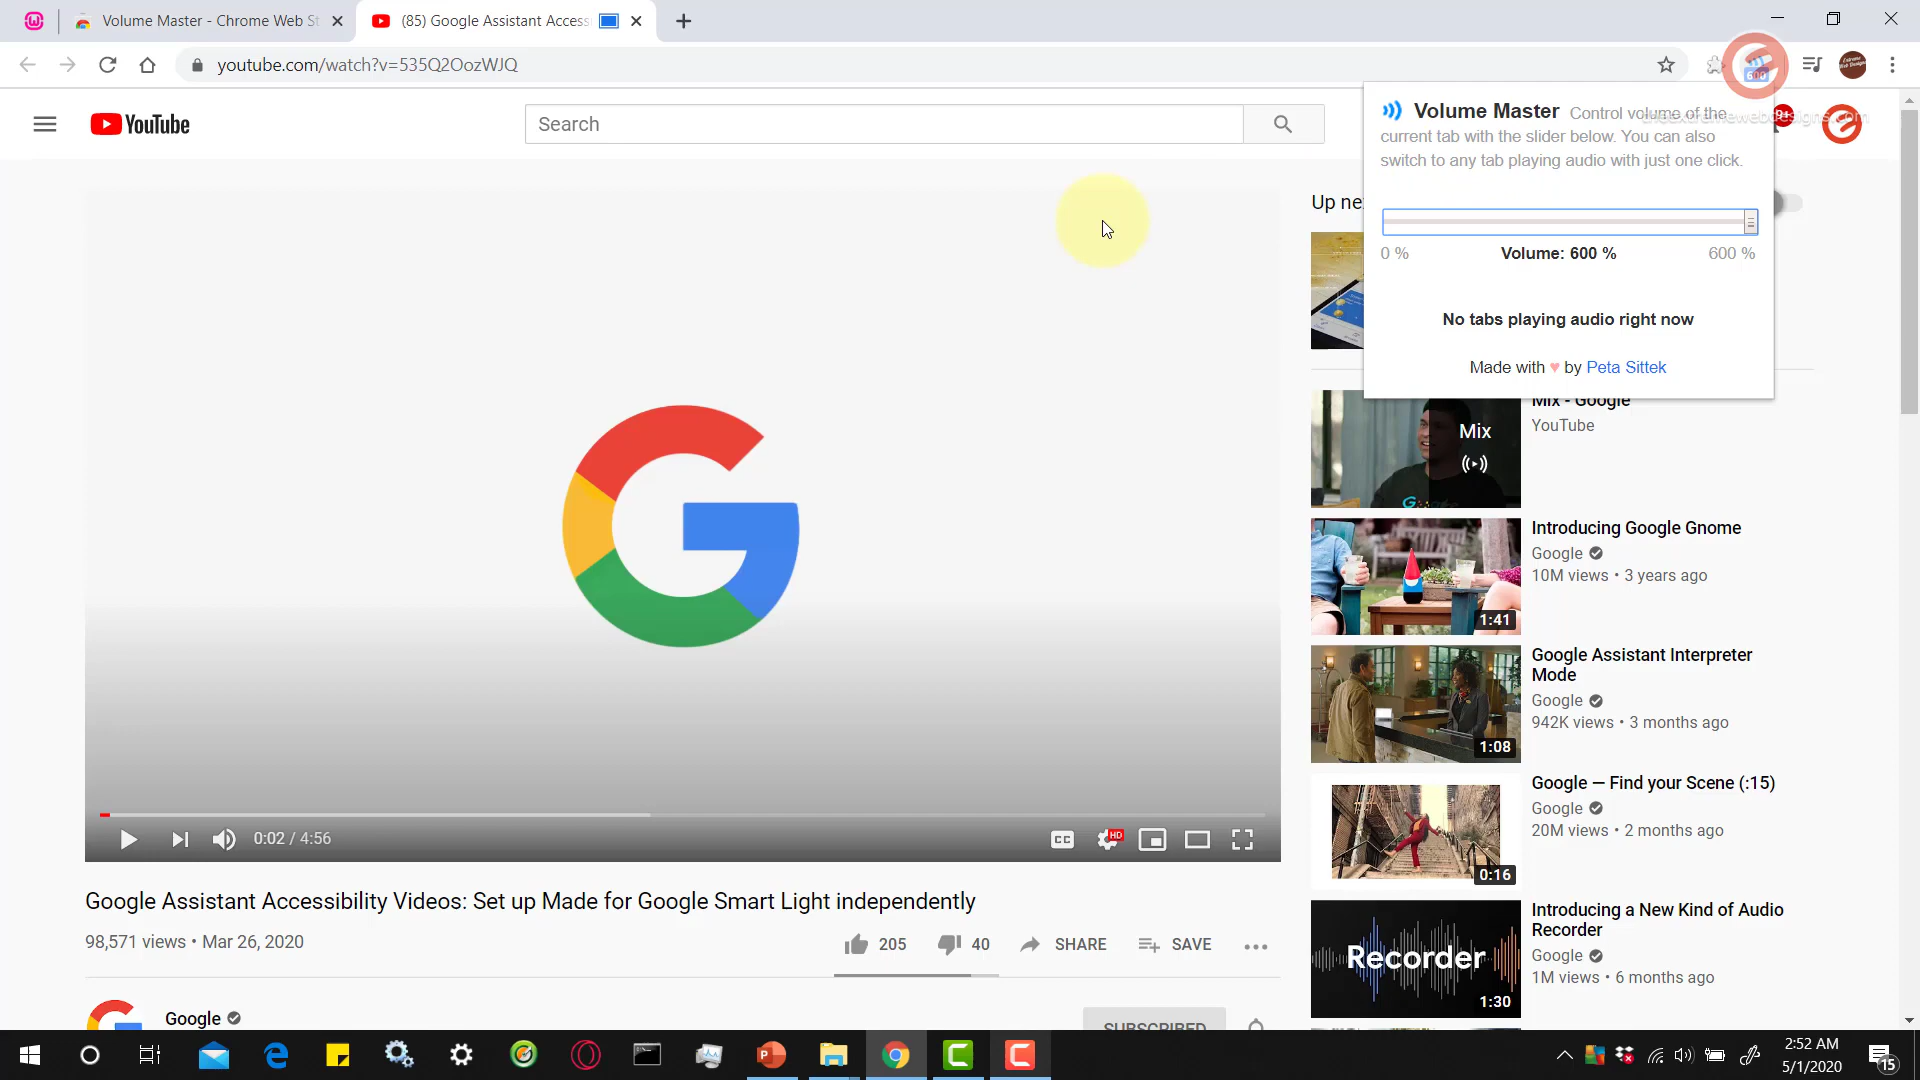 Volume Master - Chrome Web St
(85) Google Assistant Access
youtube.com/watch?v=535Q2OozWJQ
600
YouTube
Search
Volume Master Control volume of the
current tab with the slider below. You can also
switch to any tab playing audio with just one click.
9+
0 %
Volume: 600 %
600 %
No tabs playing audio right now
Made with ♥ by Peta Sittek
Up ne
Mix
Mix - Google
YouTube
1:41
Introducing Google Gnome
Google
10M views • 3 years ago
1:08
Google Assistant Interpreter
Mode
Google
942K views • 3 months ago
0:16
Google — Find your Scene (:15)
Google
20M views • 2 months ago
Recorder
1:30
Introducing a New Kind of Audio
Recorder
Google
1M views • 6 months ago
0:02 / 4:56
CC
HD
Google Assistant Accessibility Videos: Set up Made for Google Smart Light independently
98,571 views • Mar 26, 2020
205
40
SHARE
SAVE
Google
SUBSCRIBED
2:52 AM
5/1/2020
15